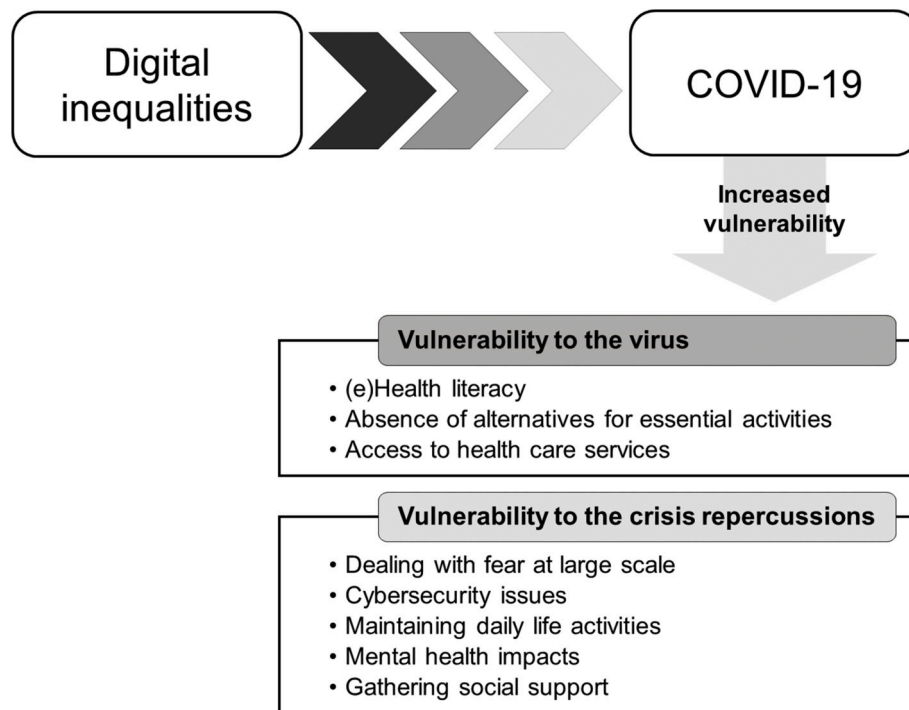 Digital
inequalities
COVID-19
Increased
vulnerability
Vulnerability to the virus
• (e)Health literacy
• Absence of alternatives for essential activities
• Access to health care services
Vulnerability to the crisis repercussions
• Dealing with fear at large scale
• Cybersecurity issues
• Maintaining daily life activities
• Mental health impacts
• Gathering social support